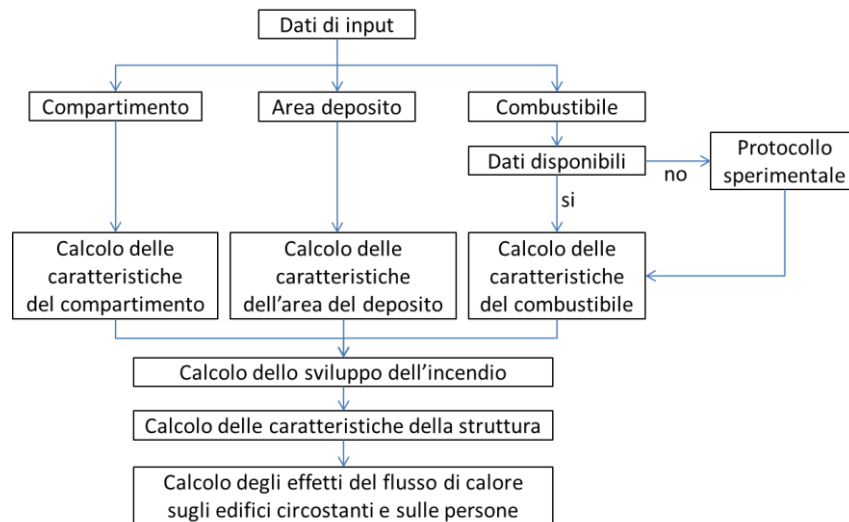 Dati di input
Compartimento
Area deposito
Combustibile
Dati disponibili
no
Protocollo
sperimentale
si
Calcolo delle
caratteristiche
del compartimento
Calcolo delle
caratteristiche
dell'area del deposito
Calcolo delle
caratteristiche
del combustibile
Calcolo dello sviluppo dell'incendio
Calcolo delle caratteristiche della struttura
Calcolo degli effetti del flusso di calore
sugli edifici circostanti e sulle persone